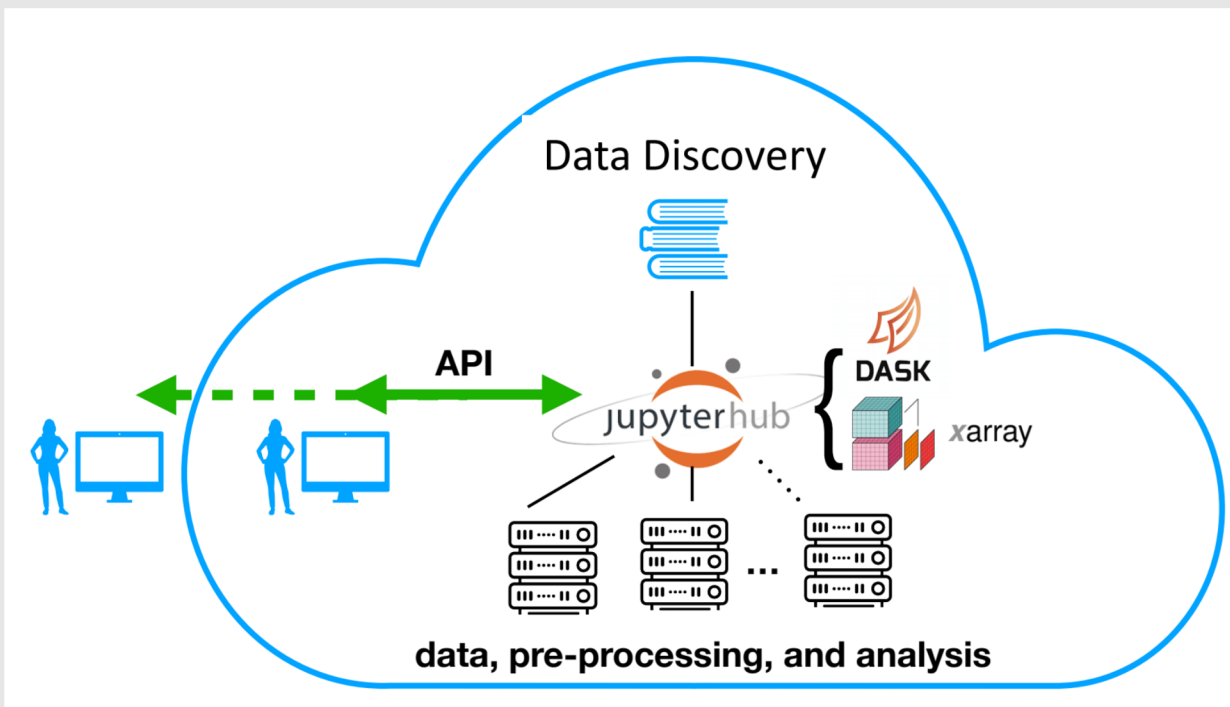 Data Discovery
API
DASK
jupyterhub
xarray
...
data, pre-processing, and analysis